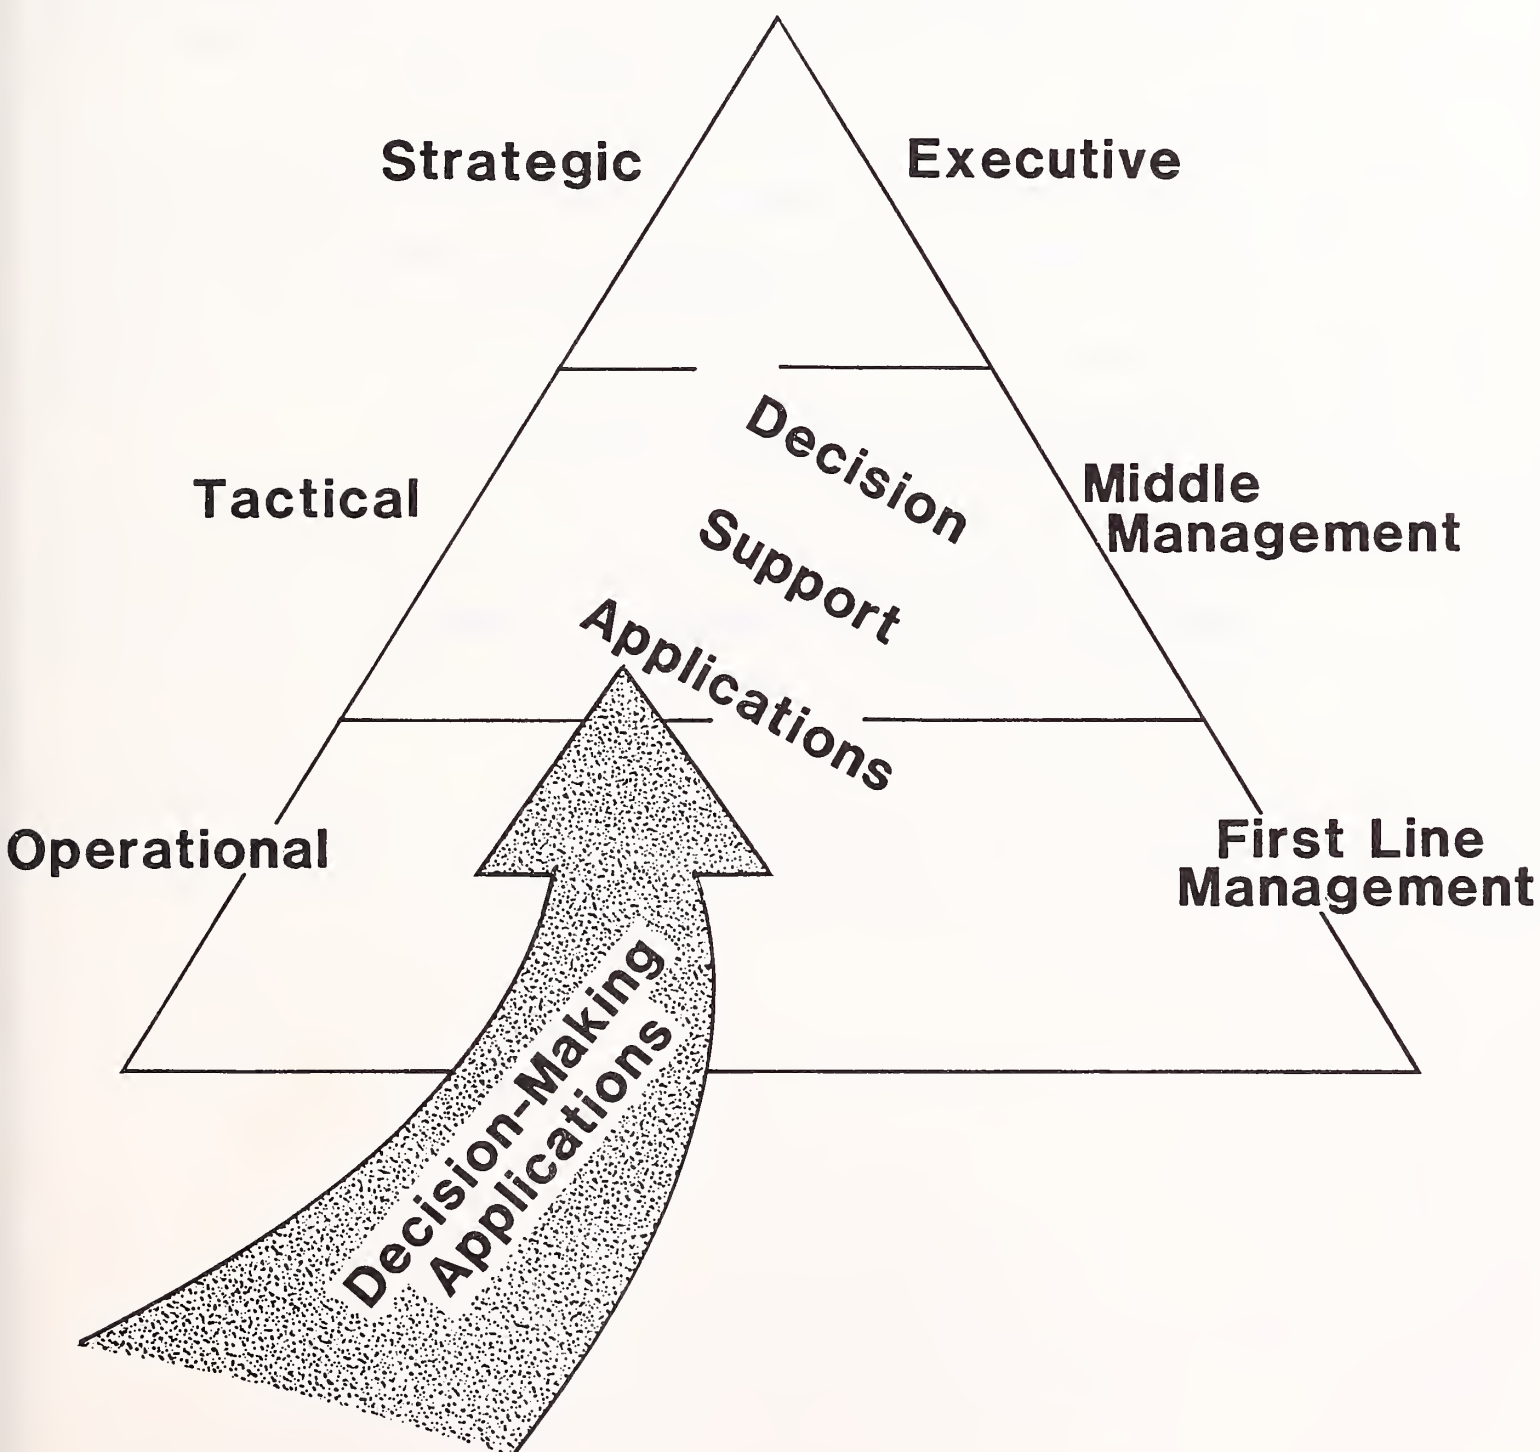 Strategic
Executive
Decision
Support
Applications
Tactical
Middle
Management
Operational
First Line
Management
Decision-Making
Applications